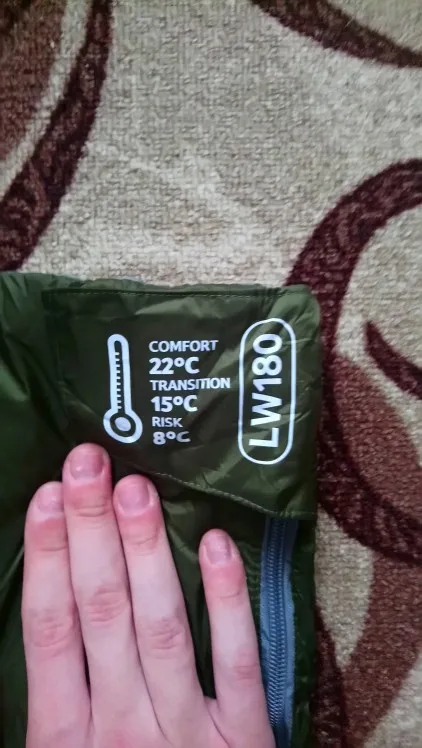 COMFORT
22°C
TRANSITION
15°C
RISK
8°C
LW180